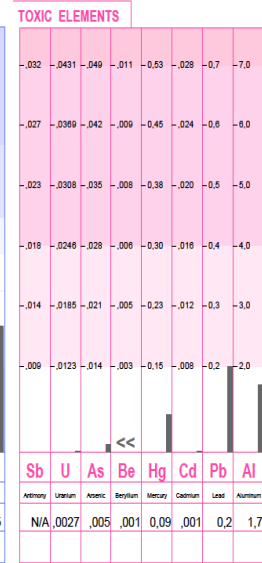 TOXIC ELEMENTS
,032 ,0431 ,049 ,011 0,53 ,028 0,7 7,0
,027 ,0369 ,042 ,009 0,45 ,024 0,6 6,0
,023 ,0308 ,035 ,008 0,38 ,020 0,5 5,0
,018 ,0246 ,028 ,006 0,30 ,016 0,4 4,0
,014 ,0185 ,021 ,005 0,23 ,012 0,3 3,0
,009 ,0123 ,014 ,003 0,15 ,008 0,2 2,0
<<
Sb U As Be Hg Cd Pb Al
Antimony Uranium Arsenic Beryllium Mercury Cadmium Lead Aluminum
N/A ,0027 ,005 ,001 0,09 ,001 0,2 1,7